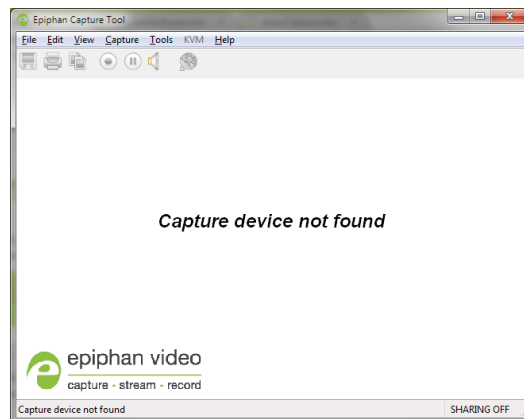 Epiphan Capture Tool
File Edit View Capture Tools KVM Help
Capture device not found
epiphan video
capture - stream - record
Capture device not found SHARING OFF